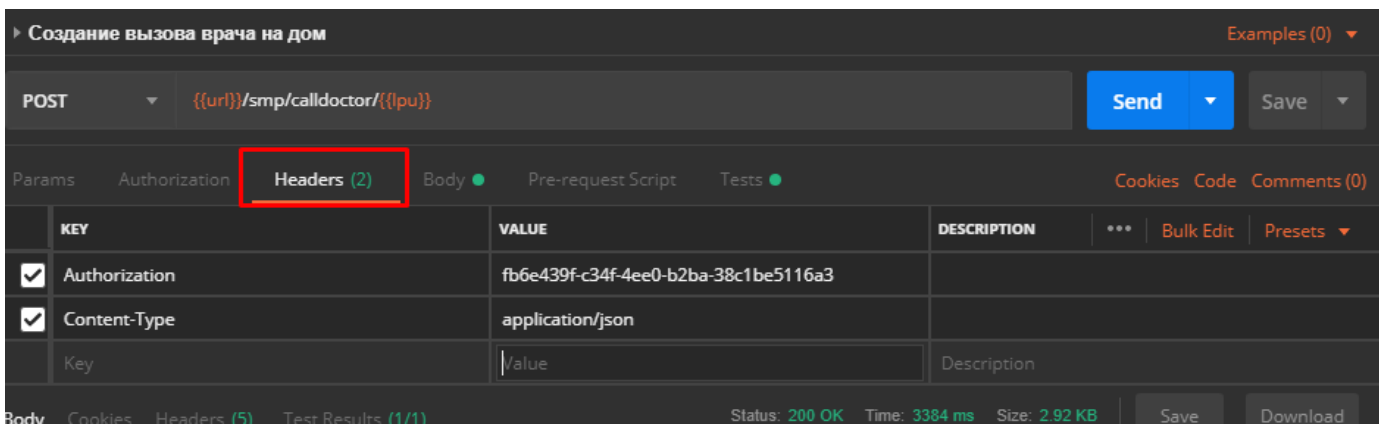 Создание вызова врача на дом Examples (0)
POST {{url}}/smp/calldoctor/{{lpu}} Send Save
Params Authorization Headers (2) Body Pre-request Script Tests Cookies Code Comments (0)
KEY VALUE DESCRIPTION ••• Bulk Edit Presets
Authorization fb6e439f-c34f-4ee0-b2ba-38c1be5116a3
Content-Type application/json
Key Value Description
Body Cookies Headers (5) Test Results (1/1) Status: 200 OK Time: 3384 ms Size: 2.92 KB Save Download